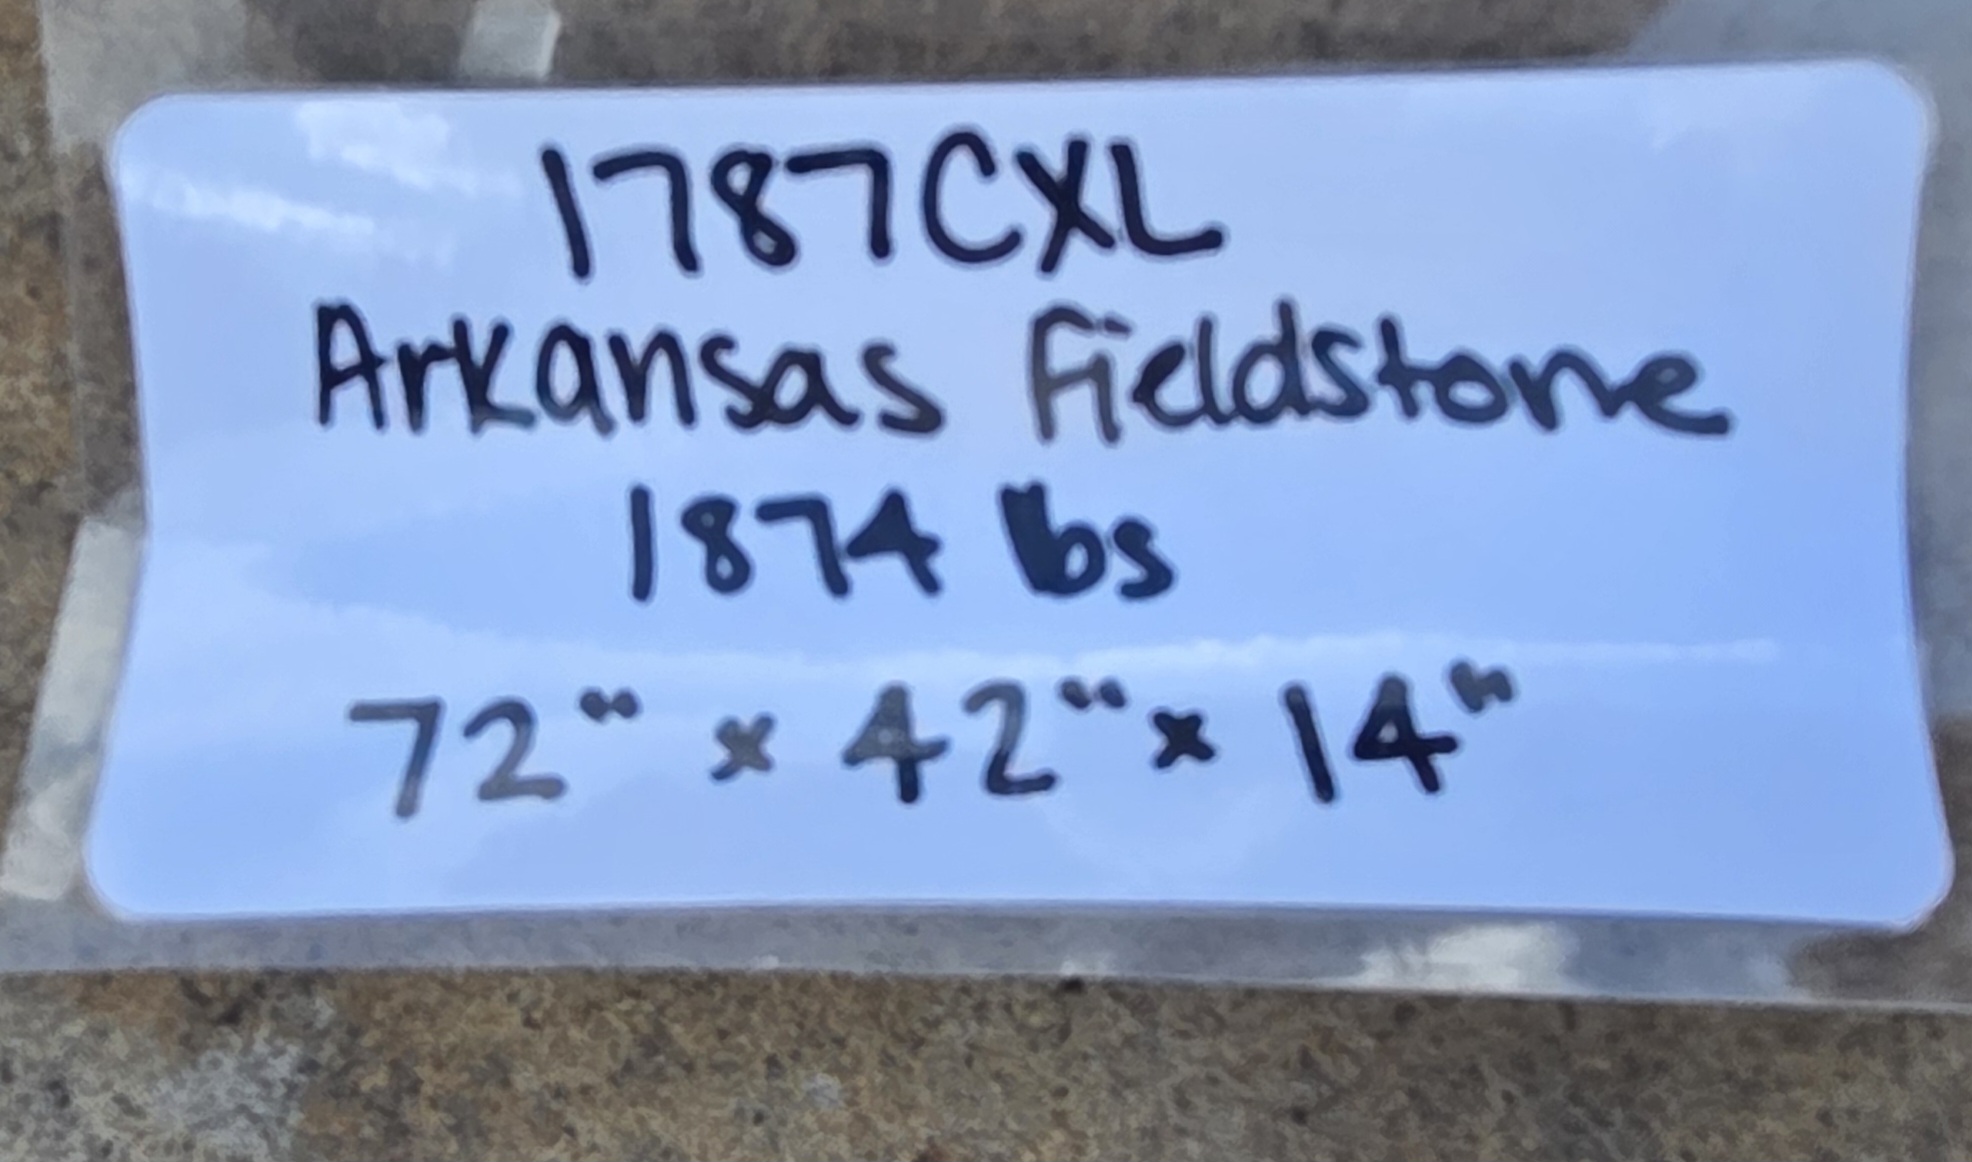 1787CXL
Arkansas Fieldstone
1874 lbs
72" x 42" x 14"